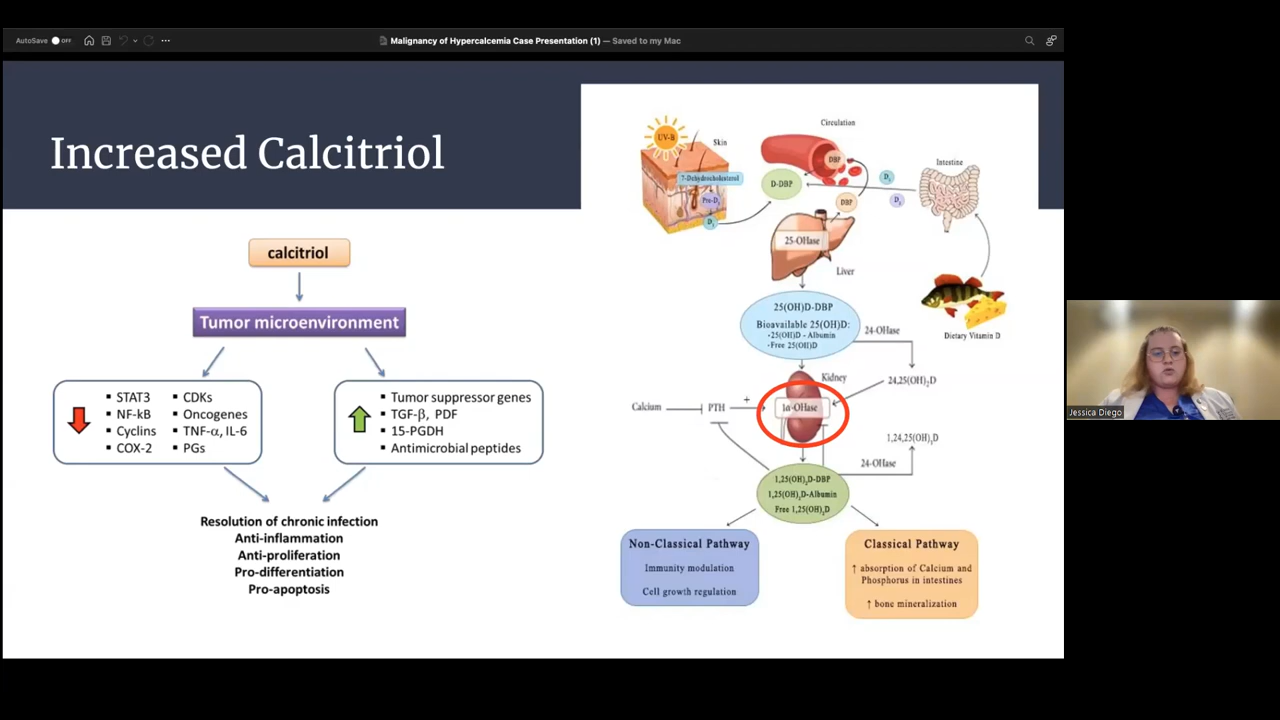 AutoSave OFF
Malignancy of Hypercalcemia Case Presentation (1) — Saved to my Mac
Increased Calcitriol
calcitriol
Tumor microenvironment
▪ STAT3
▪ NF-kB
▪ Cyclins
▪ COX-2
▪ CDKs
▪ Oncogenes
▪ TNF-α, IL-6
▪ PGs
▪ Tumor suppressor genes
▪ TGF-β, PDF
▪ 15-PGDH
▪ Antimicrobial peptides
Resolution of chronic infection
Anti-inflammation
Anti-proliferation
Pro-differentiation
Pro-apoptosis
UV-B
Skin
7-Dehydrocholesterol
Pre-D₃
D₃
Circulation
DBP
D-DBP
DBP
D₃
D₂
Intestine
25-OHase
Liver
Dietary Vitamin D
25(OH)D-DBP
Bioavailable 25(OH)D:
-25(OH)D - Albumin
-Free 25(OH)D
24-OHase
24,25(OH)₂D
Kidney
Calcium
PTH
+
1α-OHase
1,24,25(OH)₃D
24-OHase
1,25(OH)₂D-DBP
1,25(OH)₂D-Albumin
Free 1,25(OH)₂D
Non-Classical Pathway
Immunity modulation
Cell growth regulation
Classical Pathway
↑ absorption of Calcium and
Phosphorus in intestines
↑ bone mineralization
Jessica Diego